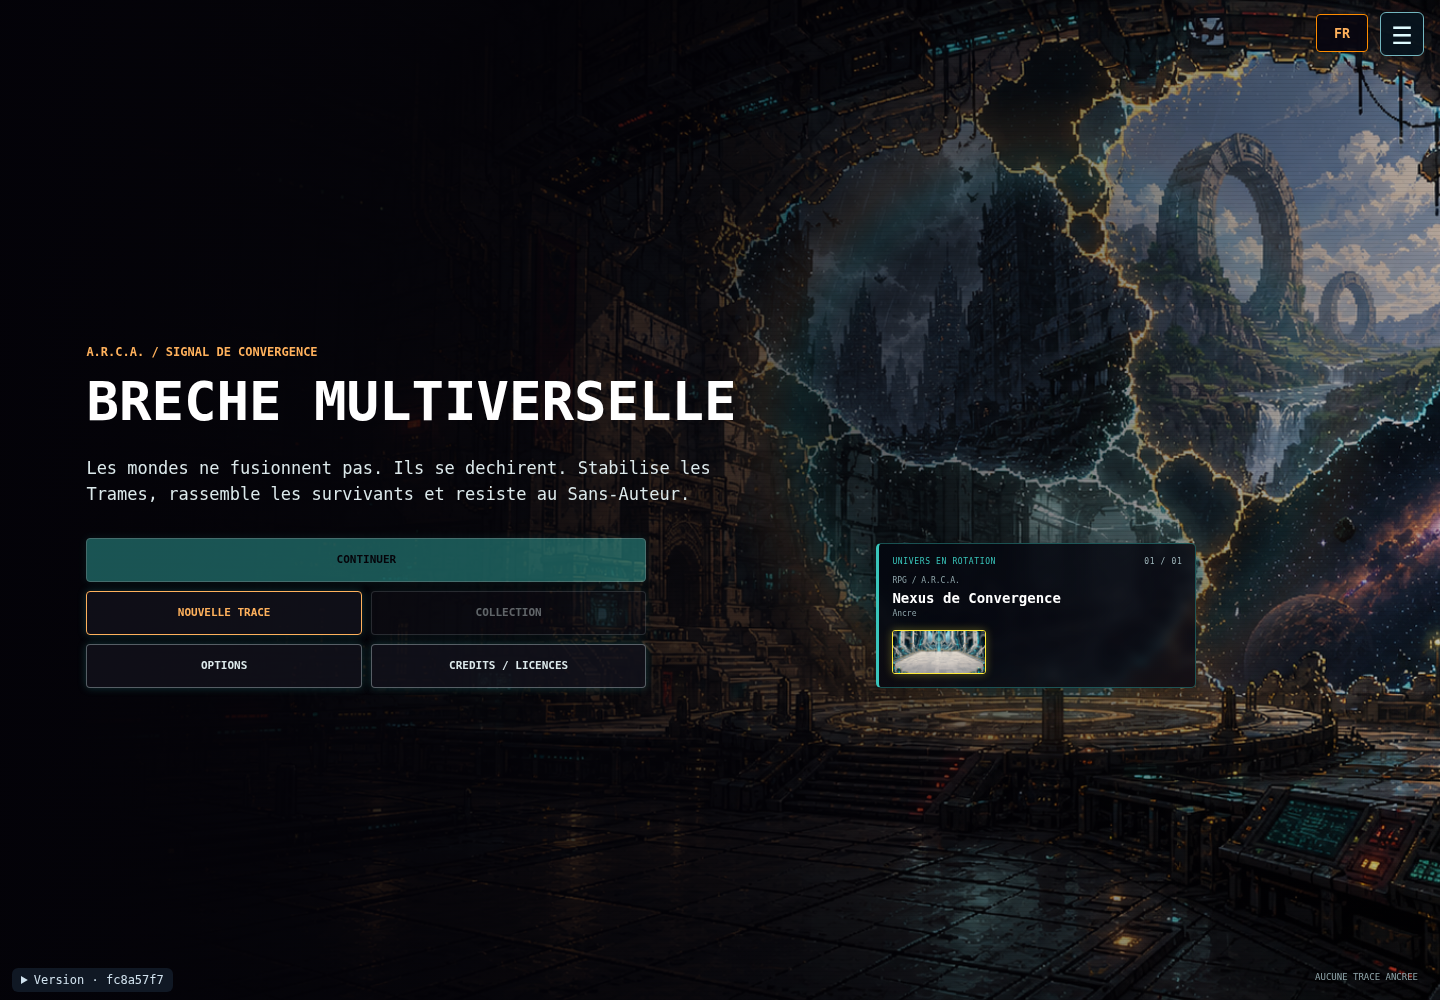 FR
A.R.C.A. / SIGNAL DE CONVERGENCE
BRECHE MULTIVERSELLE
Les mondes ne fusionnent pas. Ils se dechirent. Stabilise les
Trames, rassemble les survivants et resiste au Sans-Auteur.
CONTINUER
NOUVELLE TRACE
COLLECTION
OPTIONS
CREDITS / LICENCES
UNIVERS EN ROTATION
01 / 01
RPG / A.R.C.A.
Nexus de Convergence
Ancre
Version · fc8a57f7
AUCUNE TRACE ANCREE